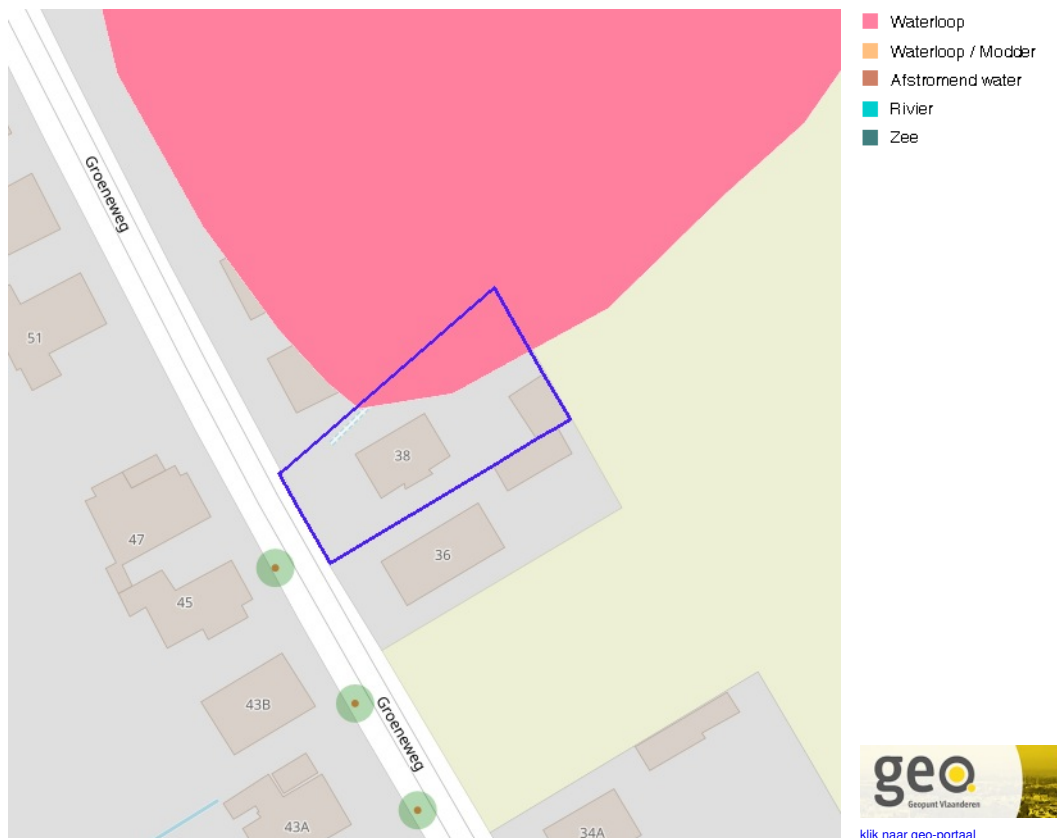 Groeneweg
51
38
47
36
45
43B
Groeneweg
43A
34A
Waterloop
Waterloop / Modder
Afstromend water
Rivier
Zee
geo
Geopunt Vlaanderen
klik naar geo-portaal